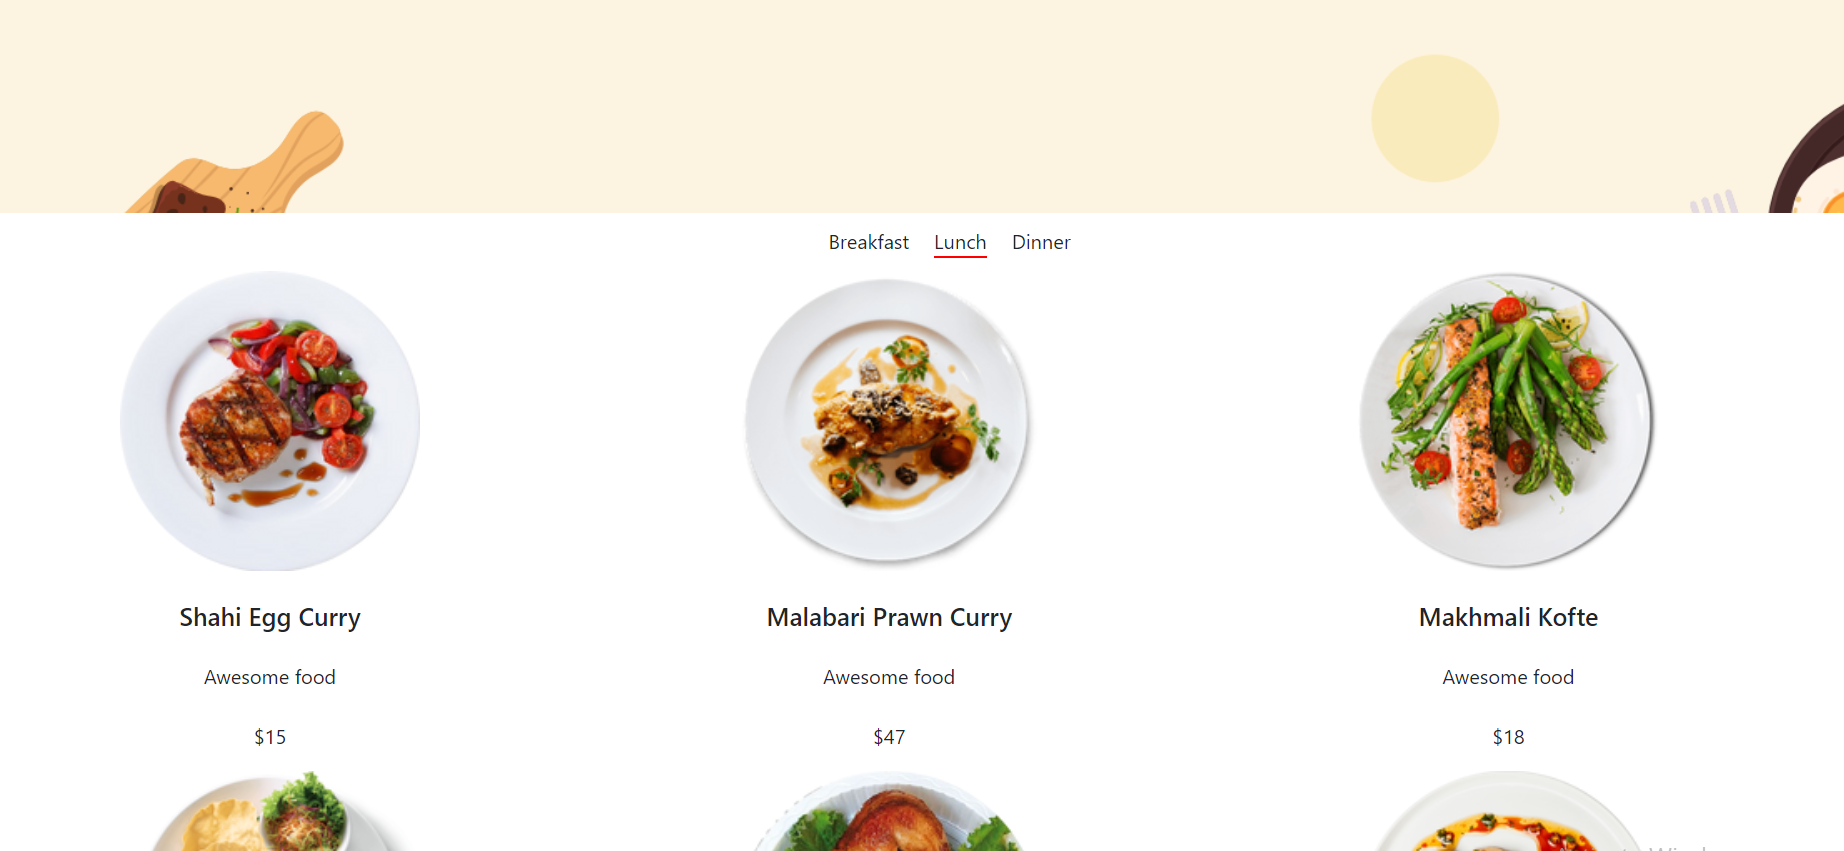 Breakfast Lunch Dinner
Shahi Egg Curry
Malabari Prawn Curry
Makhmali Kofte
Awesome food
Awesome food
Awesome food
$15
$47
$18